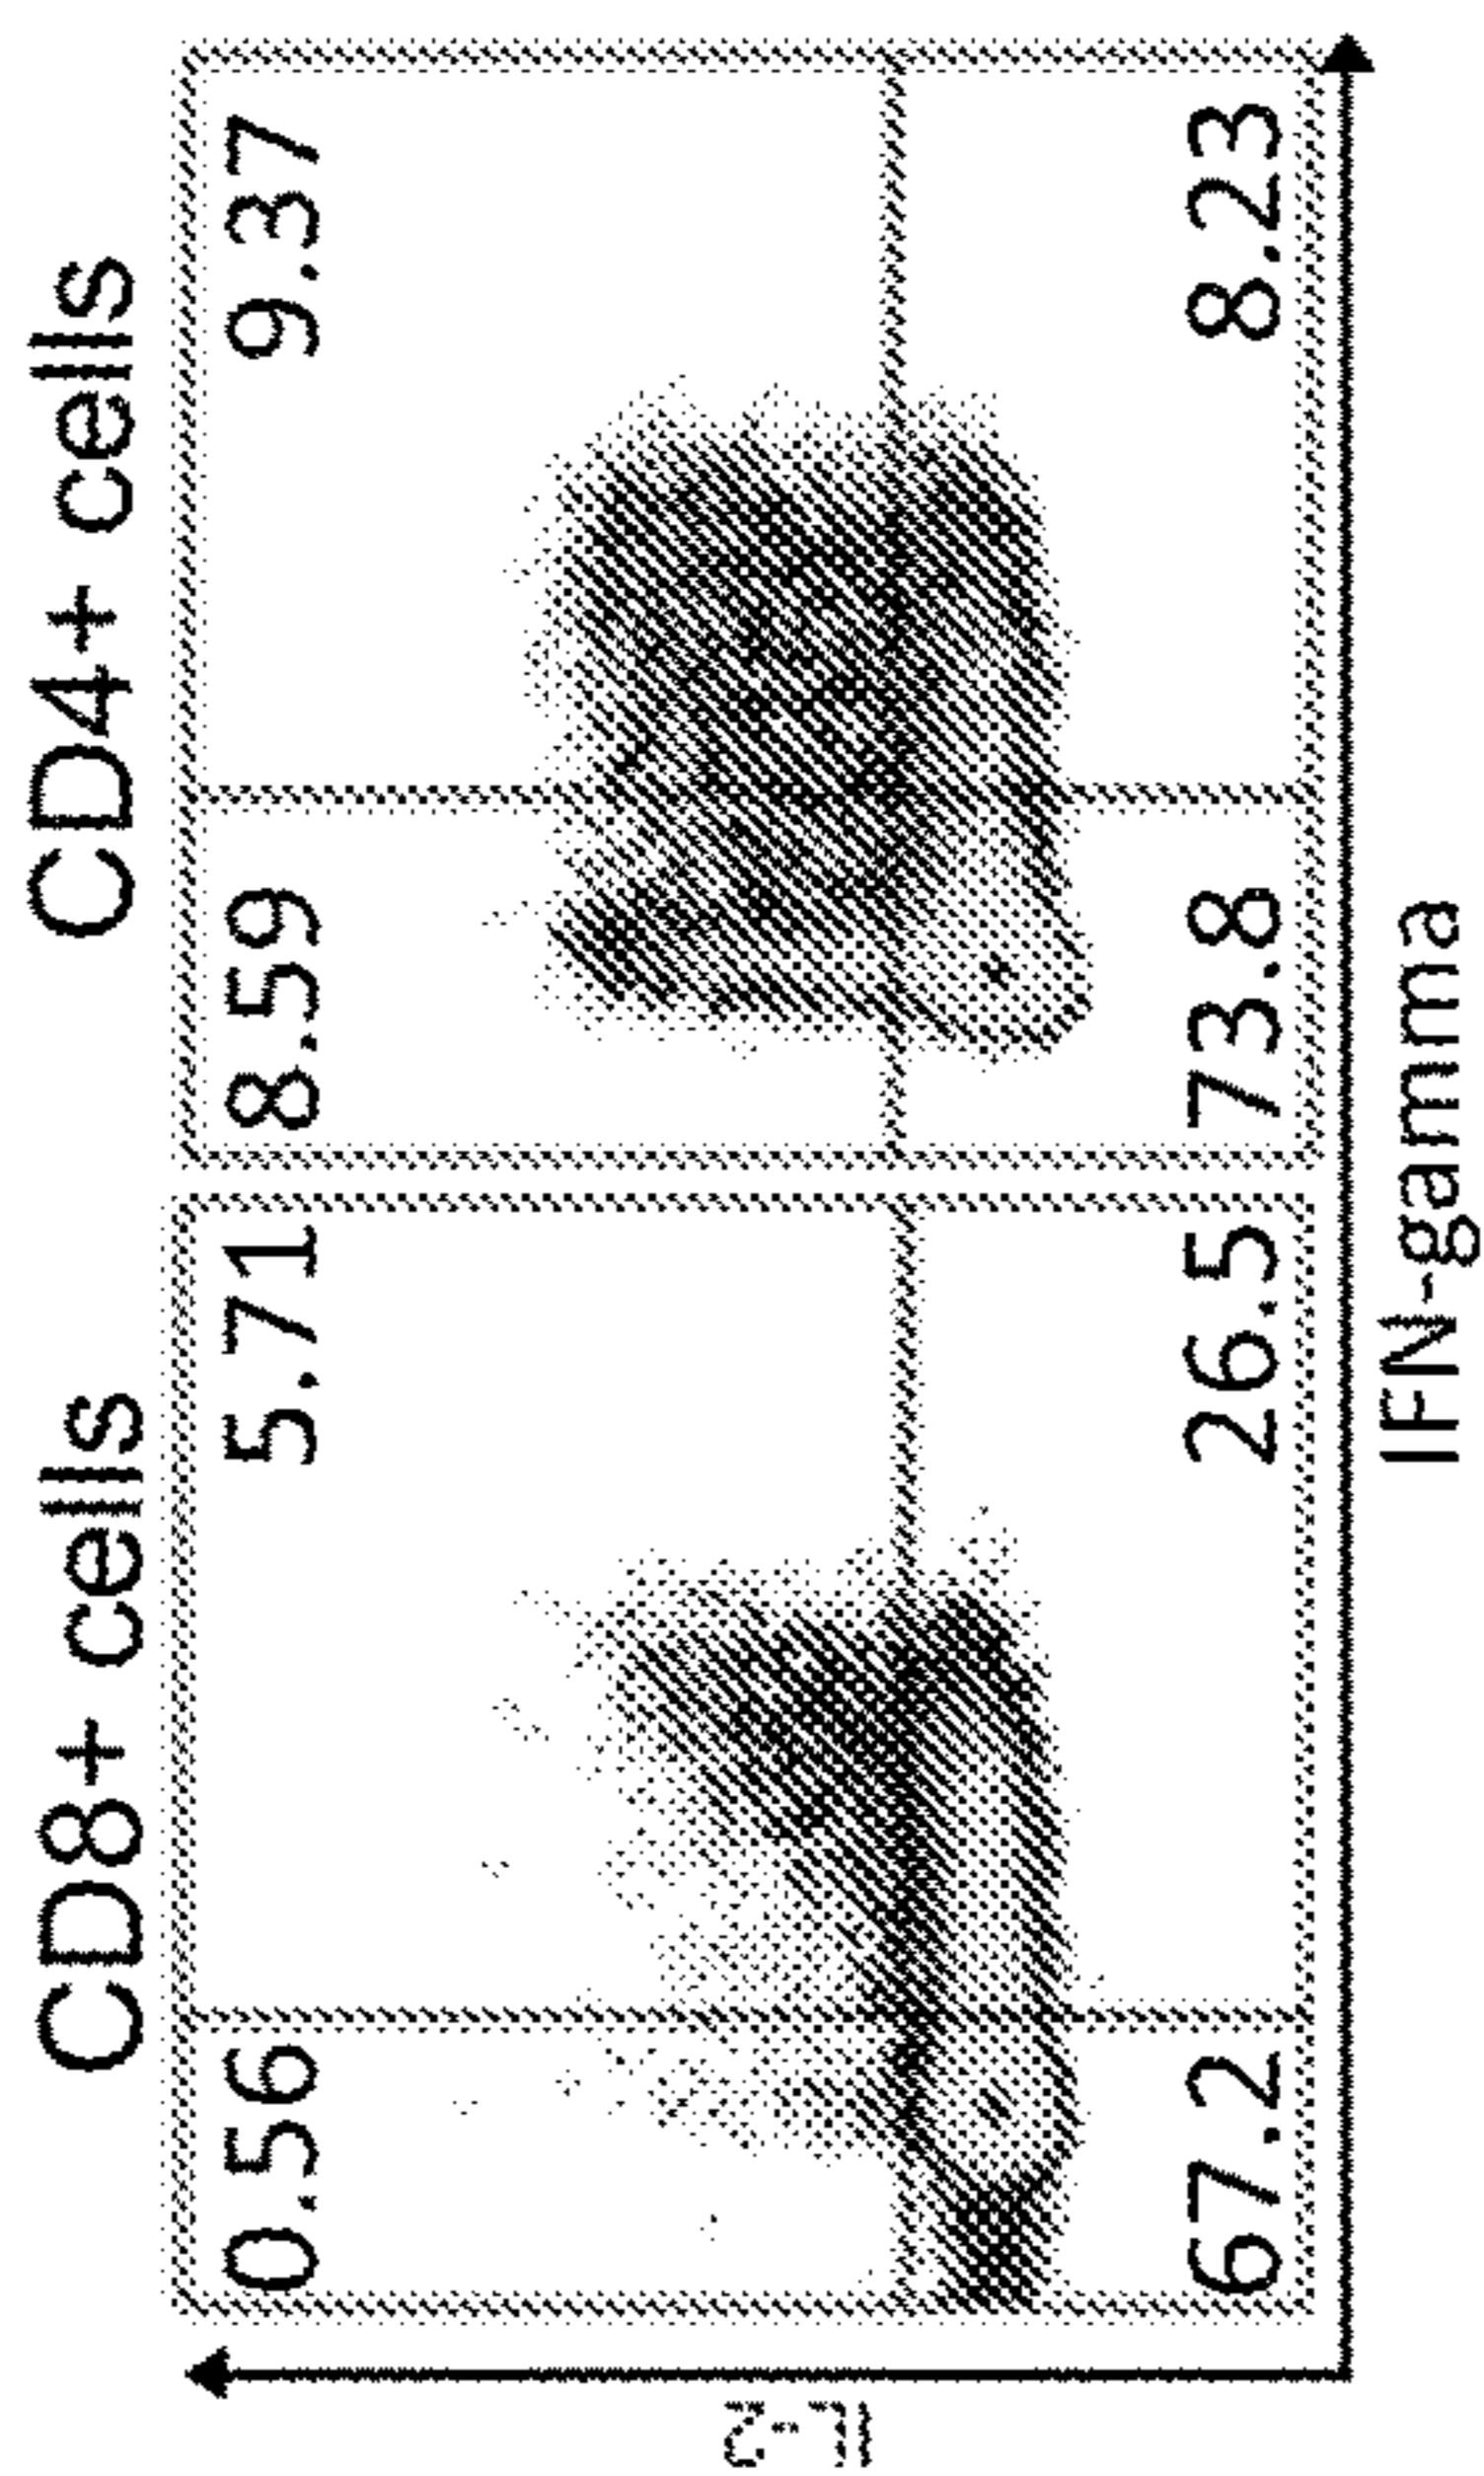 CD8+ cells
CD4+ cells
0.56
5.71
8.59
9.37
67.2
26.5
73.8
8.23
IL-2
IFN-gamma